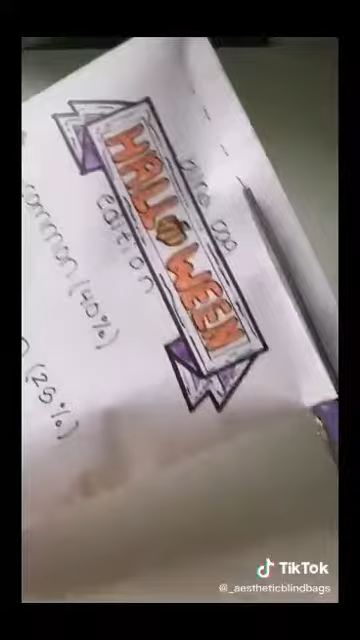 HALLOWEEN
edition
common (40%)
(25%)
TikTok
@_aestheticblindbags